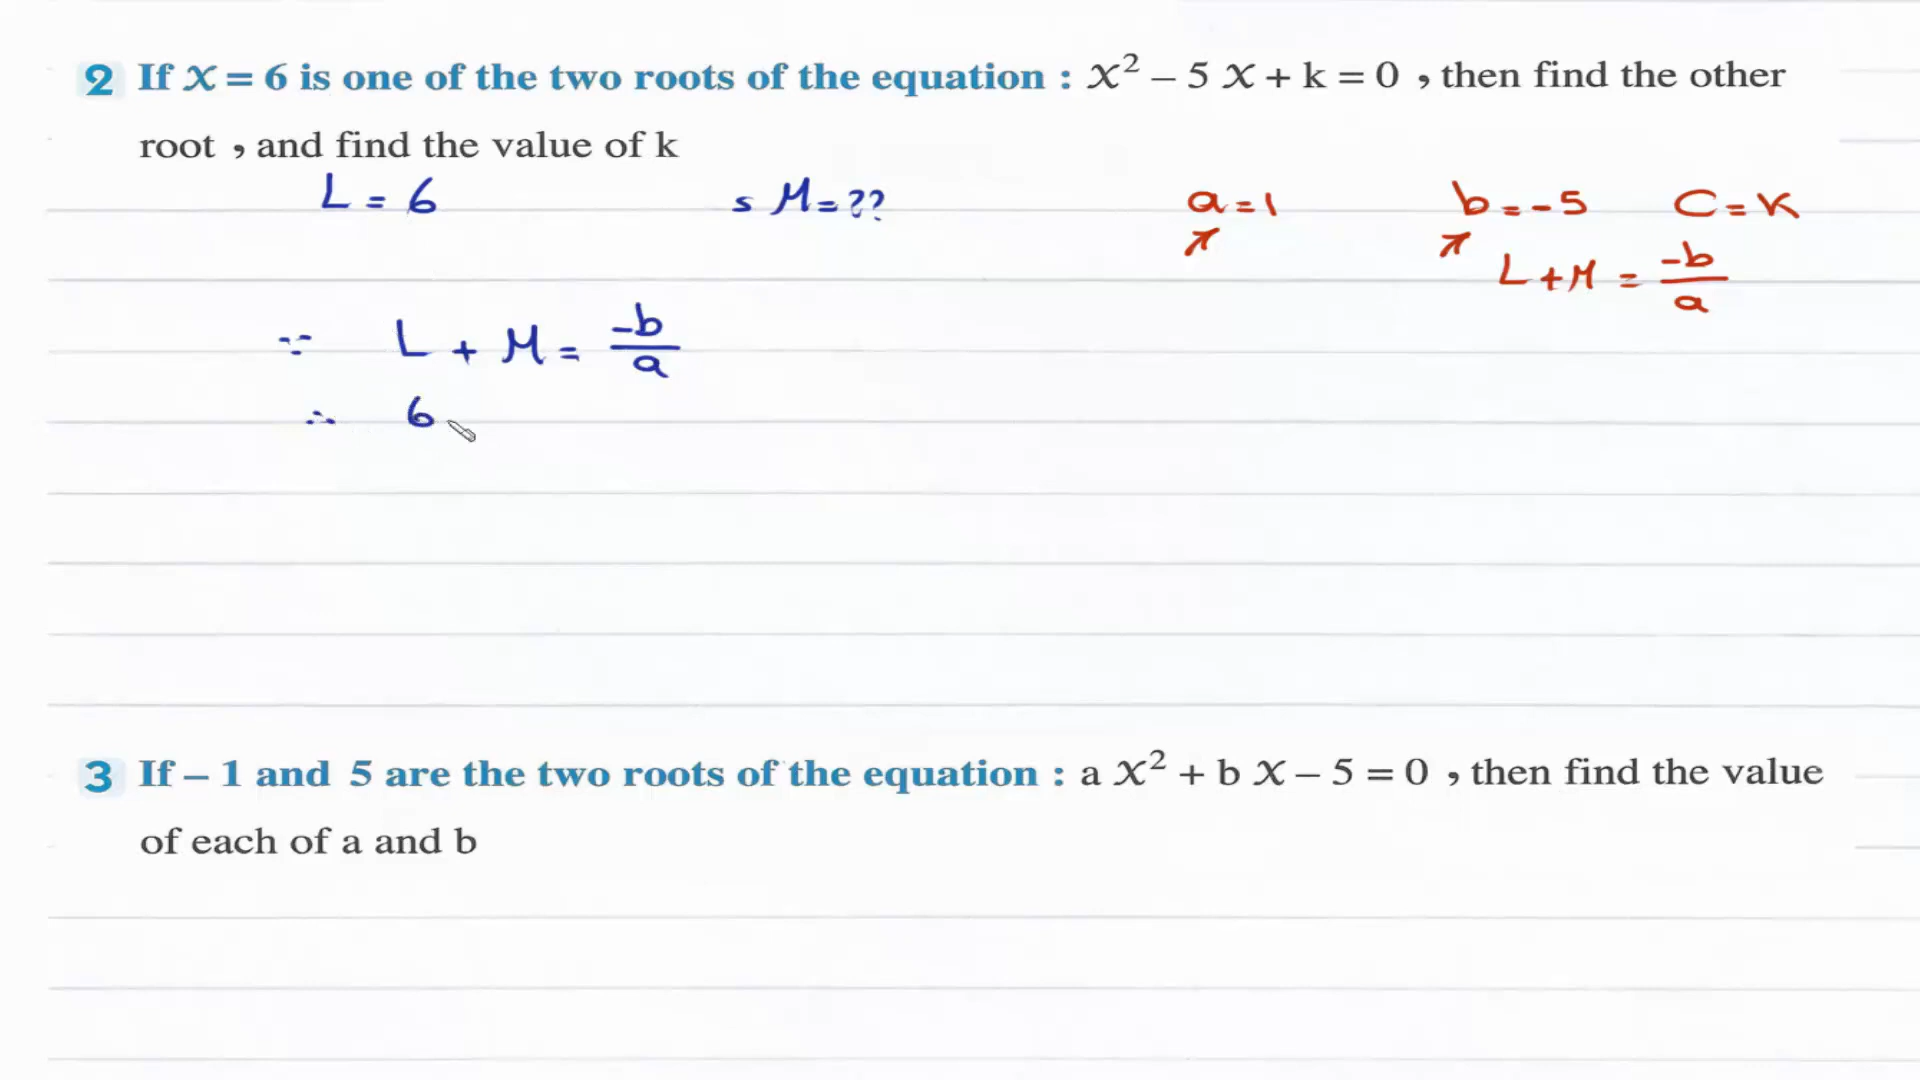 2 If x = 6 is one of the two roots of the equation : x² – 5 x + k = 0 , then find the other
root , and find the value of k
L = 6 , M = ?? a = 1 b = -5 C = K
L + M = -b/a
∵ L + M = -b/a
∴ 6
3 If – 1 and 5 are the two roots of the equation : a x² + b x – 5 = 0 , then find the value
of each of a and b